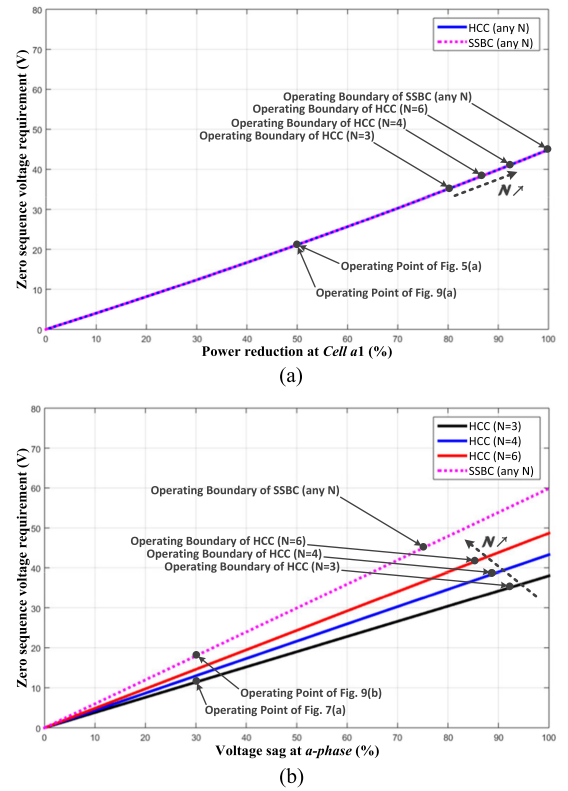 80
70
60
50
40
30
20
10
0
Zero sequence voltage requirement (V)
HCC (any N)
SSBC (any N)
Operating Boundary of SSBC (any N)
Operating Boundary of HCC (N=6)
Operating Boundary of HCC (N=4)
Operating Boundary of HCC (N=3)
N ↗
Operating Point of Fig. 5(a)
Operating Point of Fig. 9(a)
0 10 20 30 40 50 60 70 80 90 100
Power reduction at Cell a1 (%)
(a)
80
70
60
50
40
30
20
10
0
Zero sequence voltage requirement (V)
HCC (N=3)
HCC (N=4)
HCC (N=6)
SSBC (any N)
Operating Boundary of SSBC (any N)
Operating Boundary of HCC (N=6)
Operating Boundary of HCC (N=4)
Operating Boundary of HCC (N=3)
N ↗
Operating Point of Fig. 9(b)
Operating Point of Fig. 7(a)
0 10 20 30 40 50 60 70 80 90 100
Voltage sag at a-phase (%)
(b)